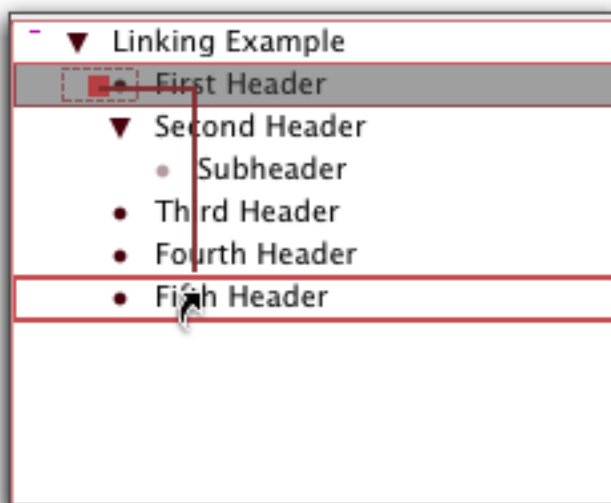 Linking Example
First Header
Second Header
Subheader
Third Header
Fourth Header
Fifth Header